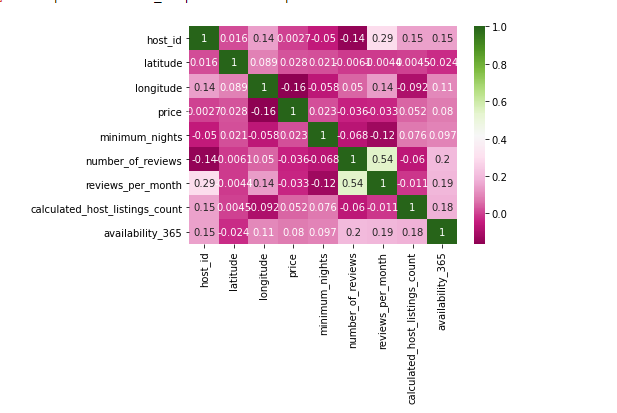 host_id 1 0.016 0.14 0.0027 -0.05 -0.14 0.29 0.15 0.15
latitude 0.016 1 0.089 0.028 0.021 -0.0061 -0.0044 0.0045 -0.024
longitude 0.14 0.089 1 -0.16 -0.058 0.05 0.14 -0.092 0.11
price 0.0027 0.028 -0.16 1 0.023 -0.036 -0.033 0.052 0.08
minimum_nights -0.05 0.021 -0.058 0.023 1 -0.068 -0.12 0.076 0.097
number_of_reviews -0.14 0.0061 0.05 -0.036 -0.068 1 0.54 -0.06 0.2
reviews_per_month 0.29 0.0044 0.14 -0.033 -0.12 0.54 1 -0.011 0.19
calculated_host_listings_count 0.15 0.0045 -0.092 0.052 0.076 -0.06 -0.011 1 0.18
availability_365 0.15 -0.024 0.11 0.08 0.097 0.2 0.19 0.18 1
host_id
latitude
longitude
price
minimum_nights
number_of_reviews
reviews_per_month
calculated_host_listings_count
availability_365
1.0
0.8
0.6
0.4
0.2
0.0